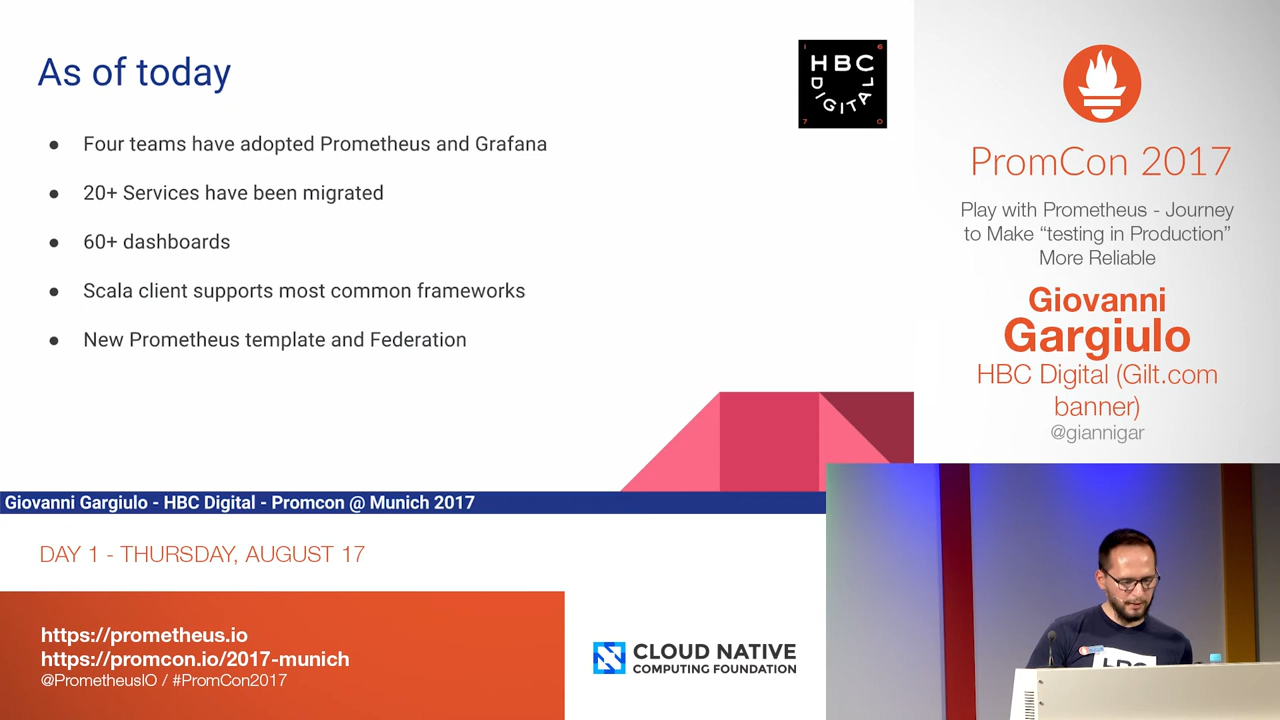 As of today
HBC
DIGITAL
1 6
7 0
● Four teams have adopted Prometheus and Grafana
● 20+ Services have been migrated
● 60+ dashboards
● Scala client supports most common frameworks
● New Prometheus template and Federation
Giovanni Gargiulo - HBC Digital - Promcon @ Munich 2017
DAY 1 - THURSDAY, AUGUST 17
https://prometheus.io
https://promcon.io/2017-munich
@PrometheusIO / #PromCon2017
CLOUD NATIVE
COMPUTING FOUNDATION
PromCon 2017
Play with Prometheus - Journey
to Make “testing in Production”
More Reliable
Giovanni
Gargiulo
HBC Digital (Gilt.com
banner)
@giannigar